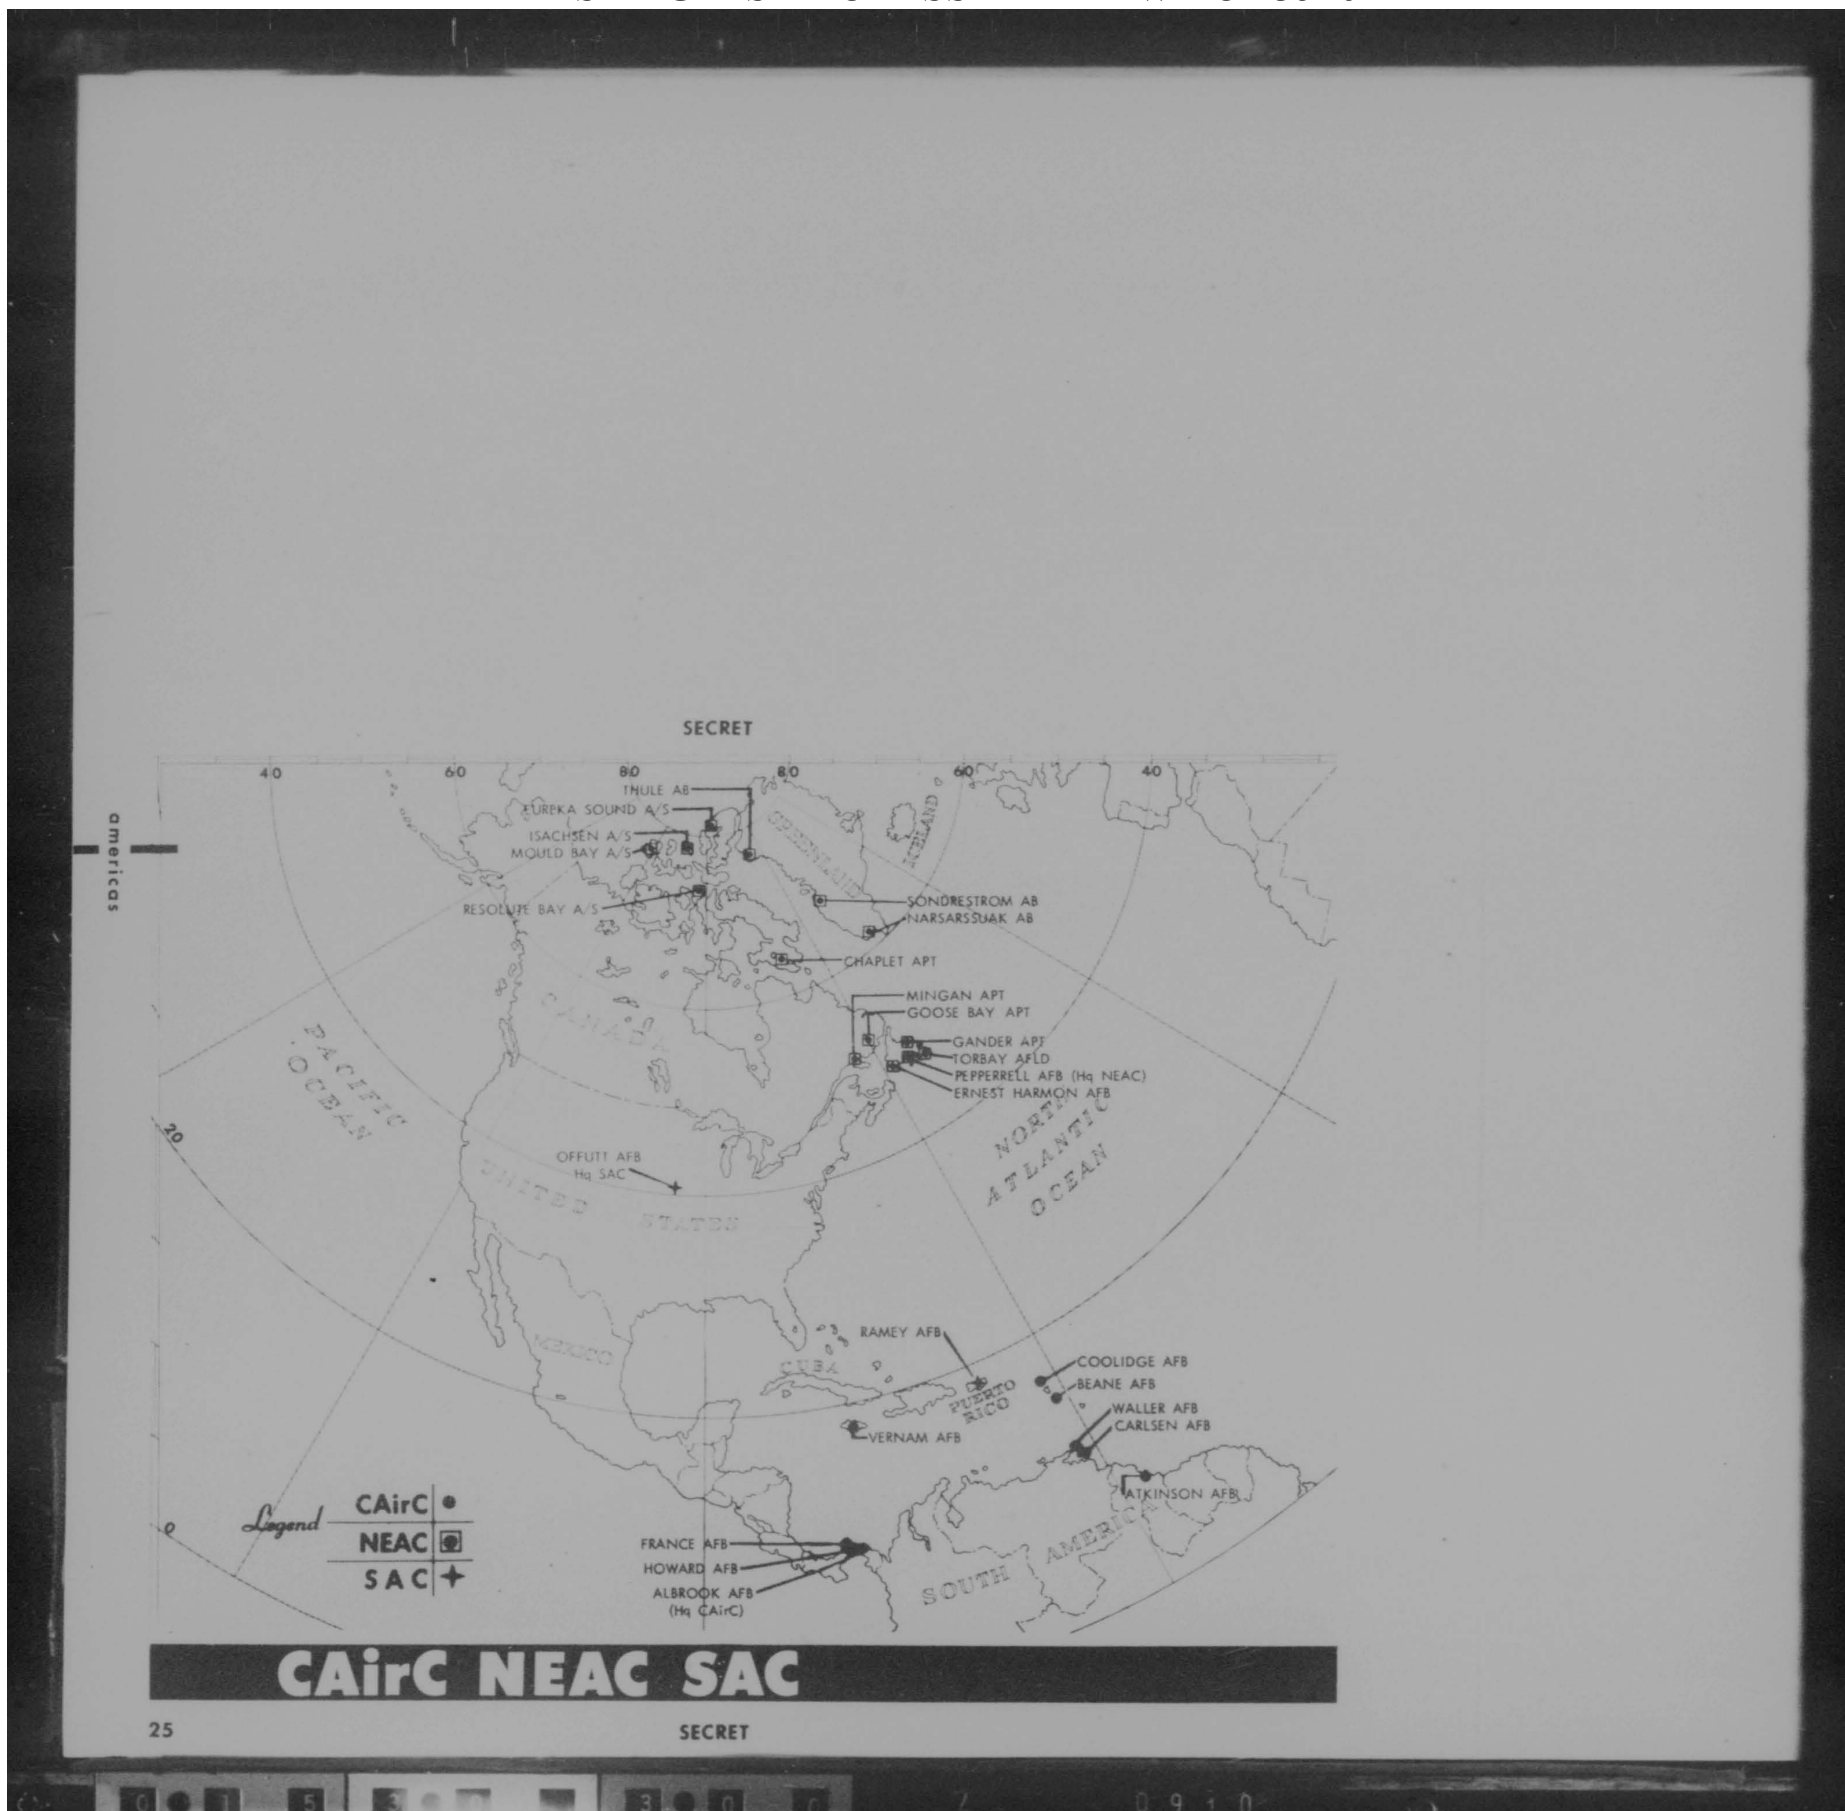 SECRET
40
60
80
80
60
40
THULE AB
EUREKA SOUND A/S
ISACHSEN A/S
MOULD BAY A/S
RESOLUTE BAY A/S
americas
GREENLAND
ICELAND
SONDRESTROM AB
NARSARSSUAK AB
CHAPLET APT
MINGAN APT
GOOSE BAY APT
GANDER APT
TORBAY AFLD
PEPPERRELL AFB (Hq NEAC)
ERNEST HARMON AFB
CANADA
PACIFIC
OCEAN
20
NORTH
ATLANTIC
OCEAN
OFFUTT AFB
Hq SAC
UNITED STATES
MEXICO
CUBA
RAMEY AFB
PUERTO
RICO
COOLIDGE AFB
BEANE AFB
WALLER AFB
CARLSEN AFB
VERNAM AFB
ATKINSON AFB
SOUTH AMERICA
FRANCE AFB
HOWARD AFB
ALBROOK AFB
(Hq CAirC)
0
Legend
CAirC
NEAC
SAC
CAirC NEAC SAC
25
SECRET